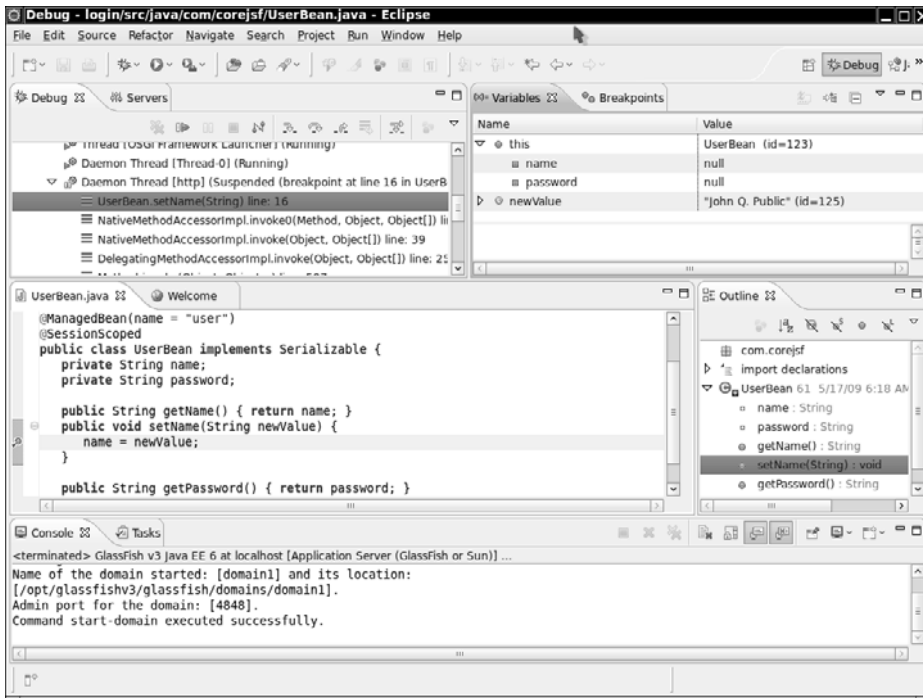 Debug - login/src/java/com/corejsf/UserBean.java - Eclipse
File Edit Source Refactor Navigate Search Project Run Window Help
Debug
J.
Debug
Servers
Thread [OSGi Framework Launcher] (Running)
Daemon Thread [Thread-0] (Running)
Daemon Thread [http] (Suspended (breakpoint at line 16 in UserB
UserBean.setName(String) line: 16
NativeMethodAccessorImpl.invoke0(Method, Object, Object[]) li
NativeMethodAccessorImpl.invoke(Object, Object[]) line: 39
DelegatingMethodAccessorImpl.invoke(Object, Object[]) line: 25
Variables
Breakpoints
Name Value
this UserBean (id=123)
name null
password null
newValue "John Q. Public" (id=125)
UserBean.java
Welcome
@ManagedBean(name = "user")
@SessionScoped
public class UserBean implements Serializable {
private String name;
private String password;
public String getName() { return name; }
public void setName(String newValue) {
name = newValue;
}
public String getPassword() { return password; }
Outline
com.corejsf
import declarations
UserBean 61 5/17/09 6:18 AM
name : String
password : String
getName() : String
setName(String) : void
getPassword() : String
Console
Tasks
<terminated> GlassFish v3 Java EE 6 at localhost [Application Server (GlassFish or Sun)] ...
Name of the domain started: [domain1] and its location:
[/opt/glassfishv3/glassfish/domains/domain1].
Admin port for the domain: [4848].
Command start-domain executed successfully.